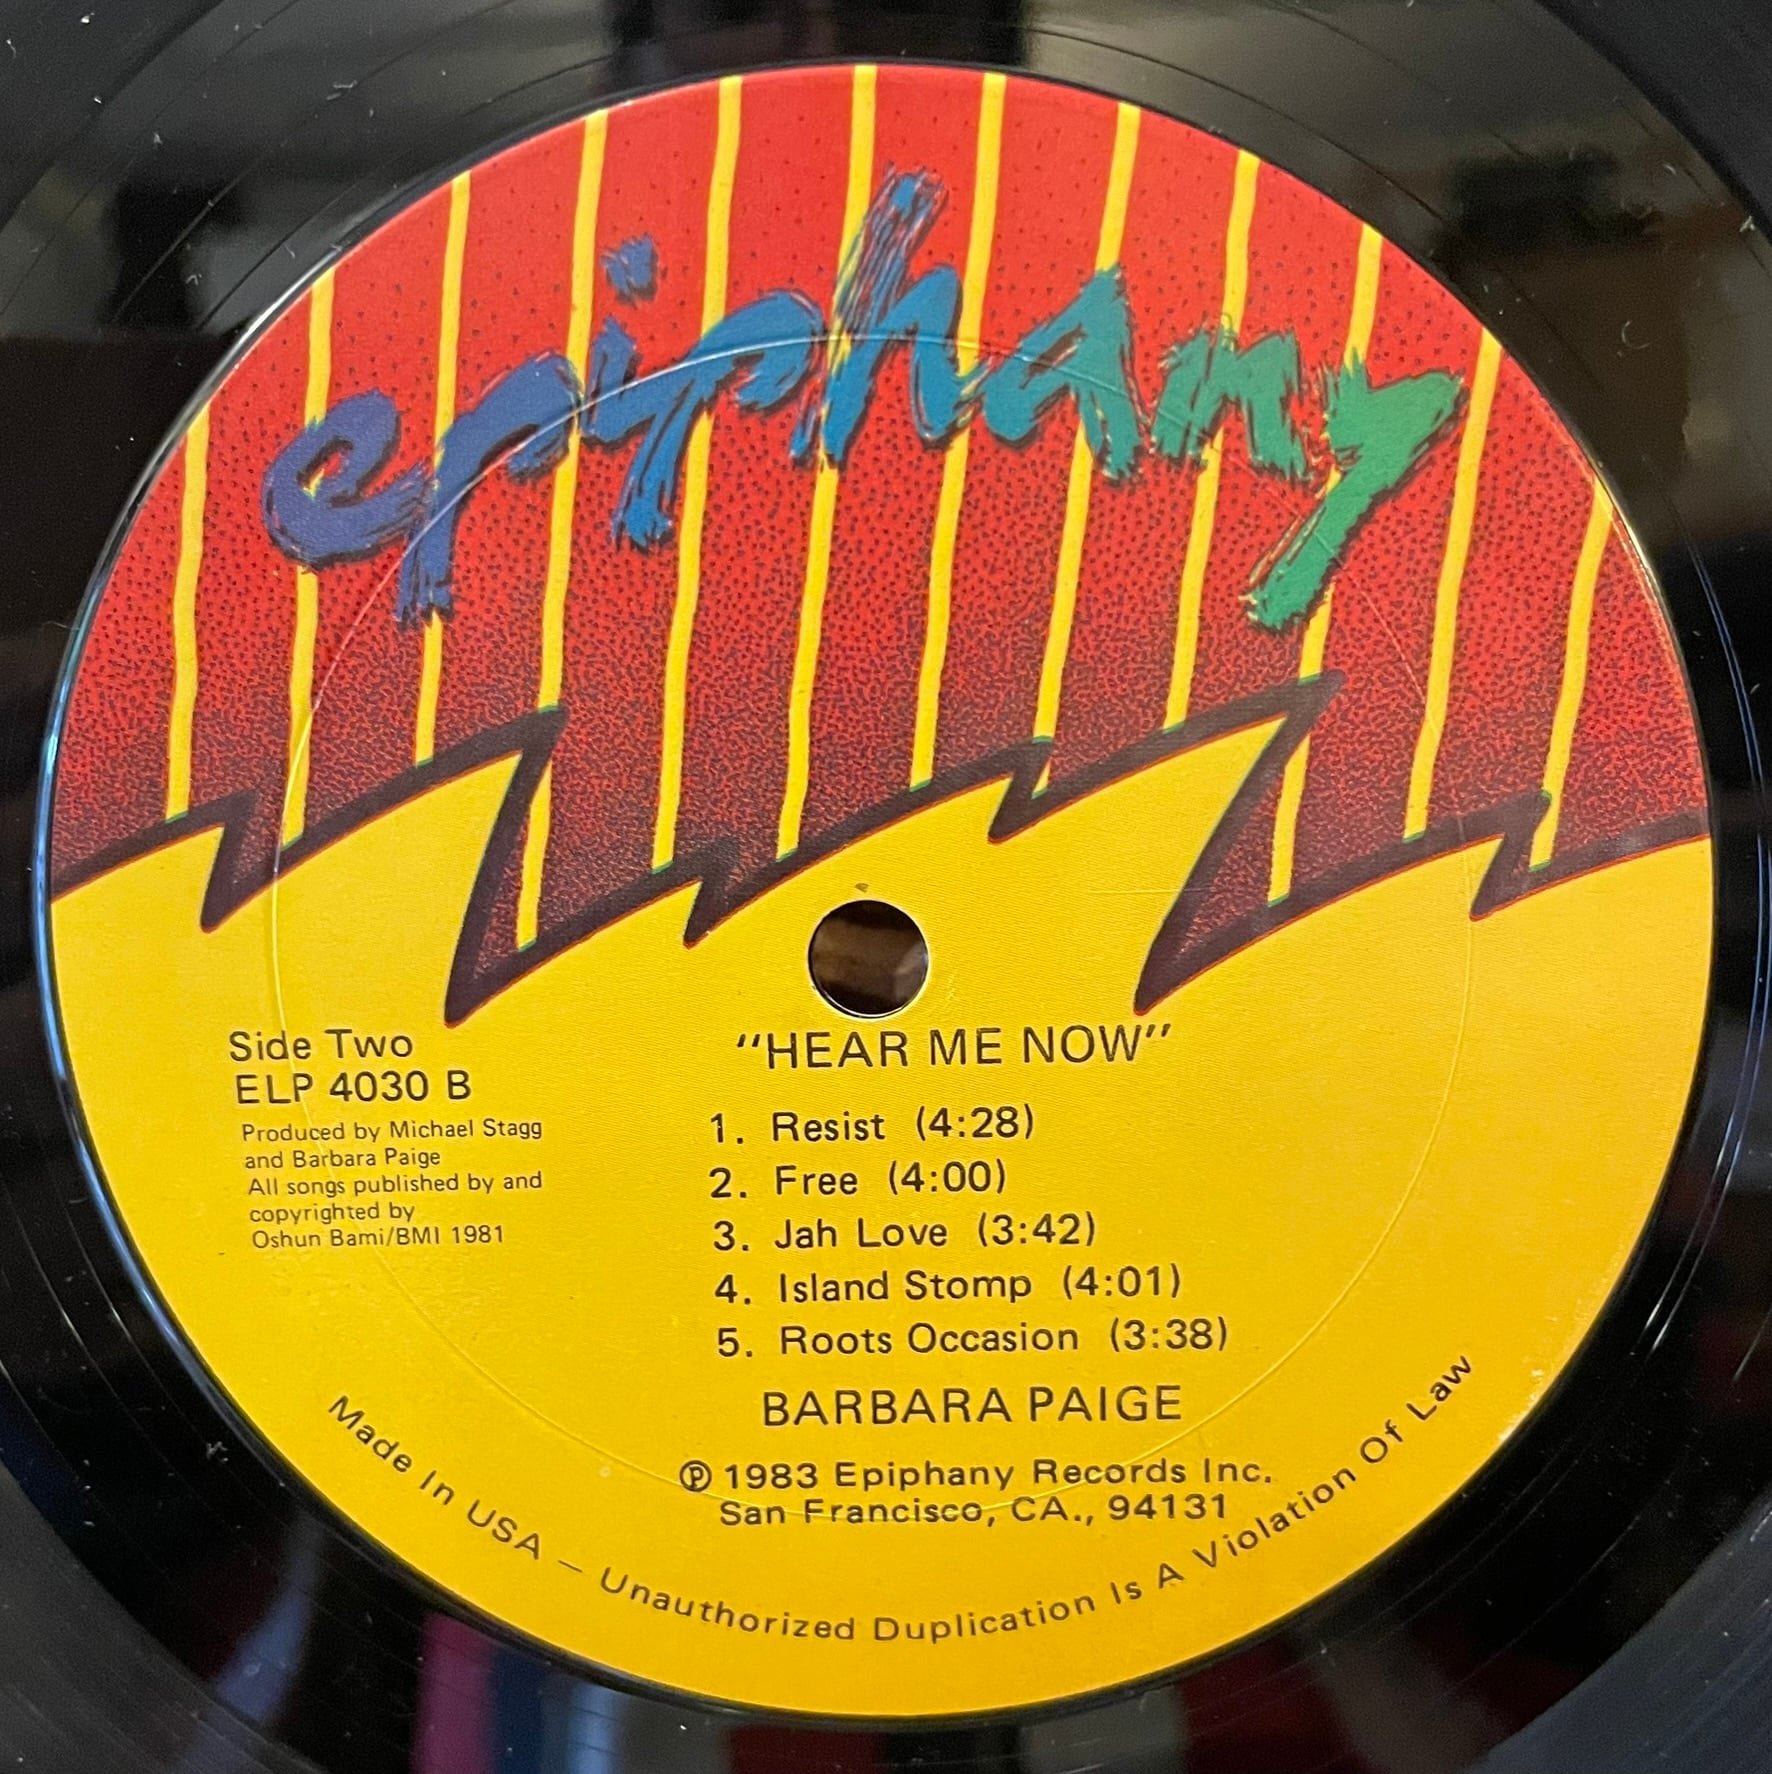 epiphany
Side Two
ELP 4030 B
Produced by Michael Stagg
and Barbara Paige
All songs published by and
copyrighted by
Oshun Bami/BMI 1981
"HEAR ME NOW"
1. Resist (4:28)
2. Free (4:00)
3. Jah Love (3:42)
4. Island Stomp (4:01)
5. Roots Occasion (3:38)
BARBARA PAIGE
℗ 1983 Epiphany Records Inc.
San Francisco, CA., 94131
Made In USA – Unauthorized Duplication Is A Violation Of Law